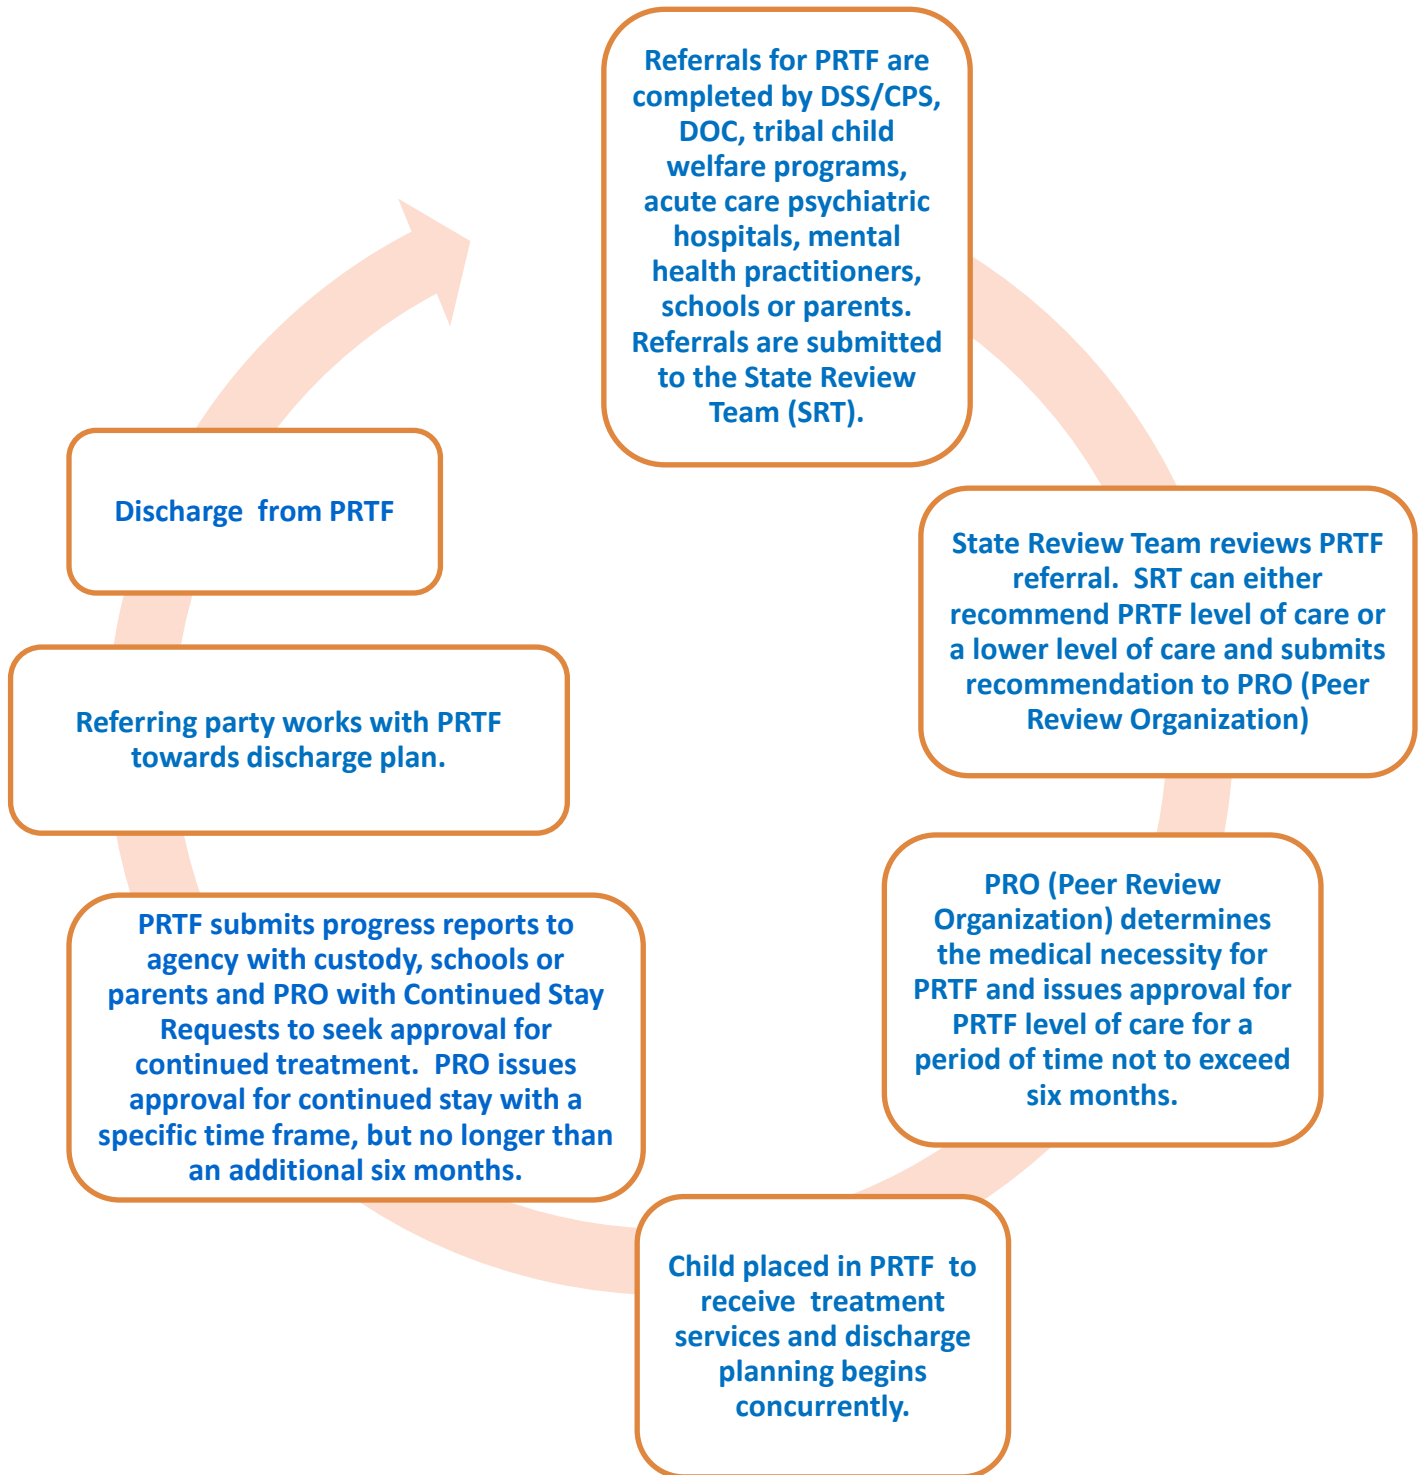 Referrals for PRTF are
completed by DSS/CPS,
DOC, tribal child
welfare programs,
acute care psychiatric
hospitals, mental
health practitioners,
schools or parents.
Referrals are submitted
to the State Review
Team (SRT).
State Review Team reviews PRTF
referral.  SRT can either
recommend PRTF level of care or
a lower level of care and submits
recommendation to PRO (Peer
Review Organization)
PRO (Peer Review
Organization) determines
the medical necessity for
PRTF and issues approval for
PRTF level of care for a
period of time not to exceed
six months.
Child placed in PRTF  to
receive  treatment
services and discharge
planning begins
concurrently.
PRTF submits progress reports to
agency with custody, schools or
parents and PRO with Continued Stay
Requests to seek approval for
continued treatment.  PRO issues
approval for continued stay with a
specific time frame, but no longer than
an additional six months.
Referring party works with PRTF
towards discharge plan.
Discharge  from PRTF